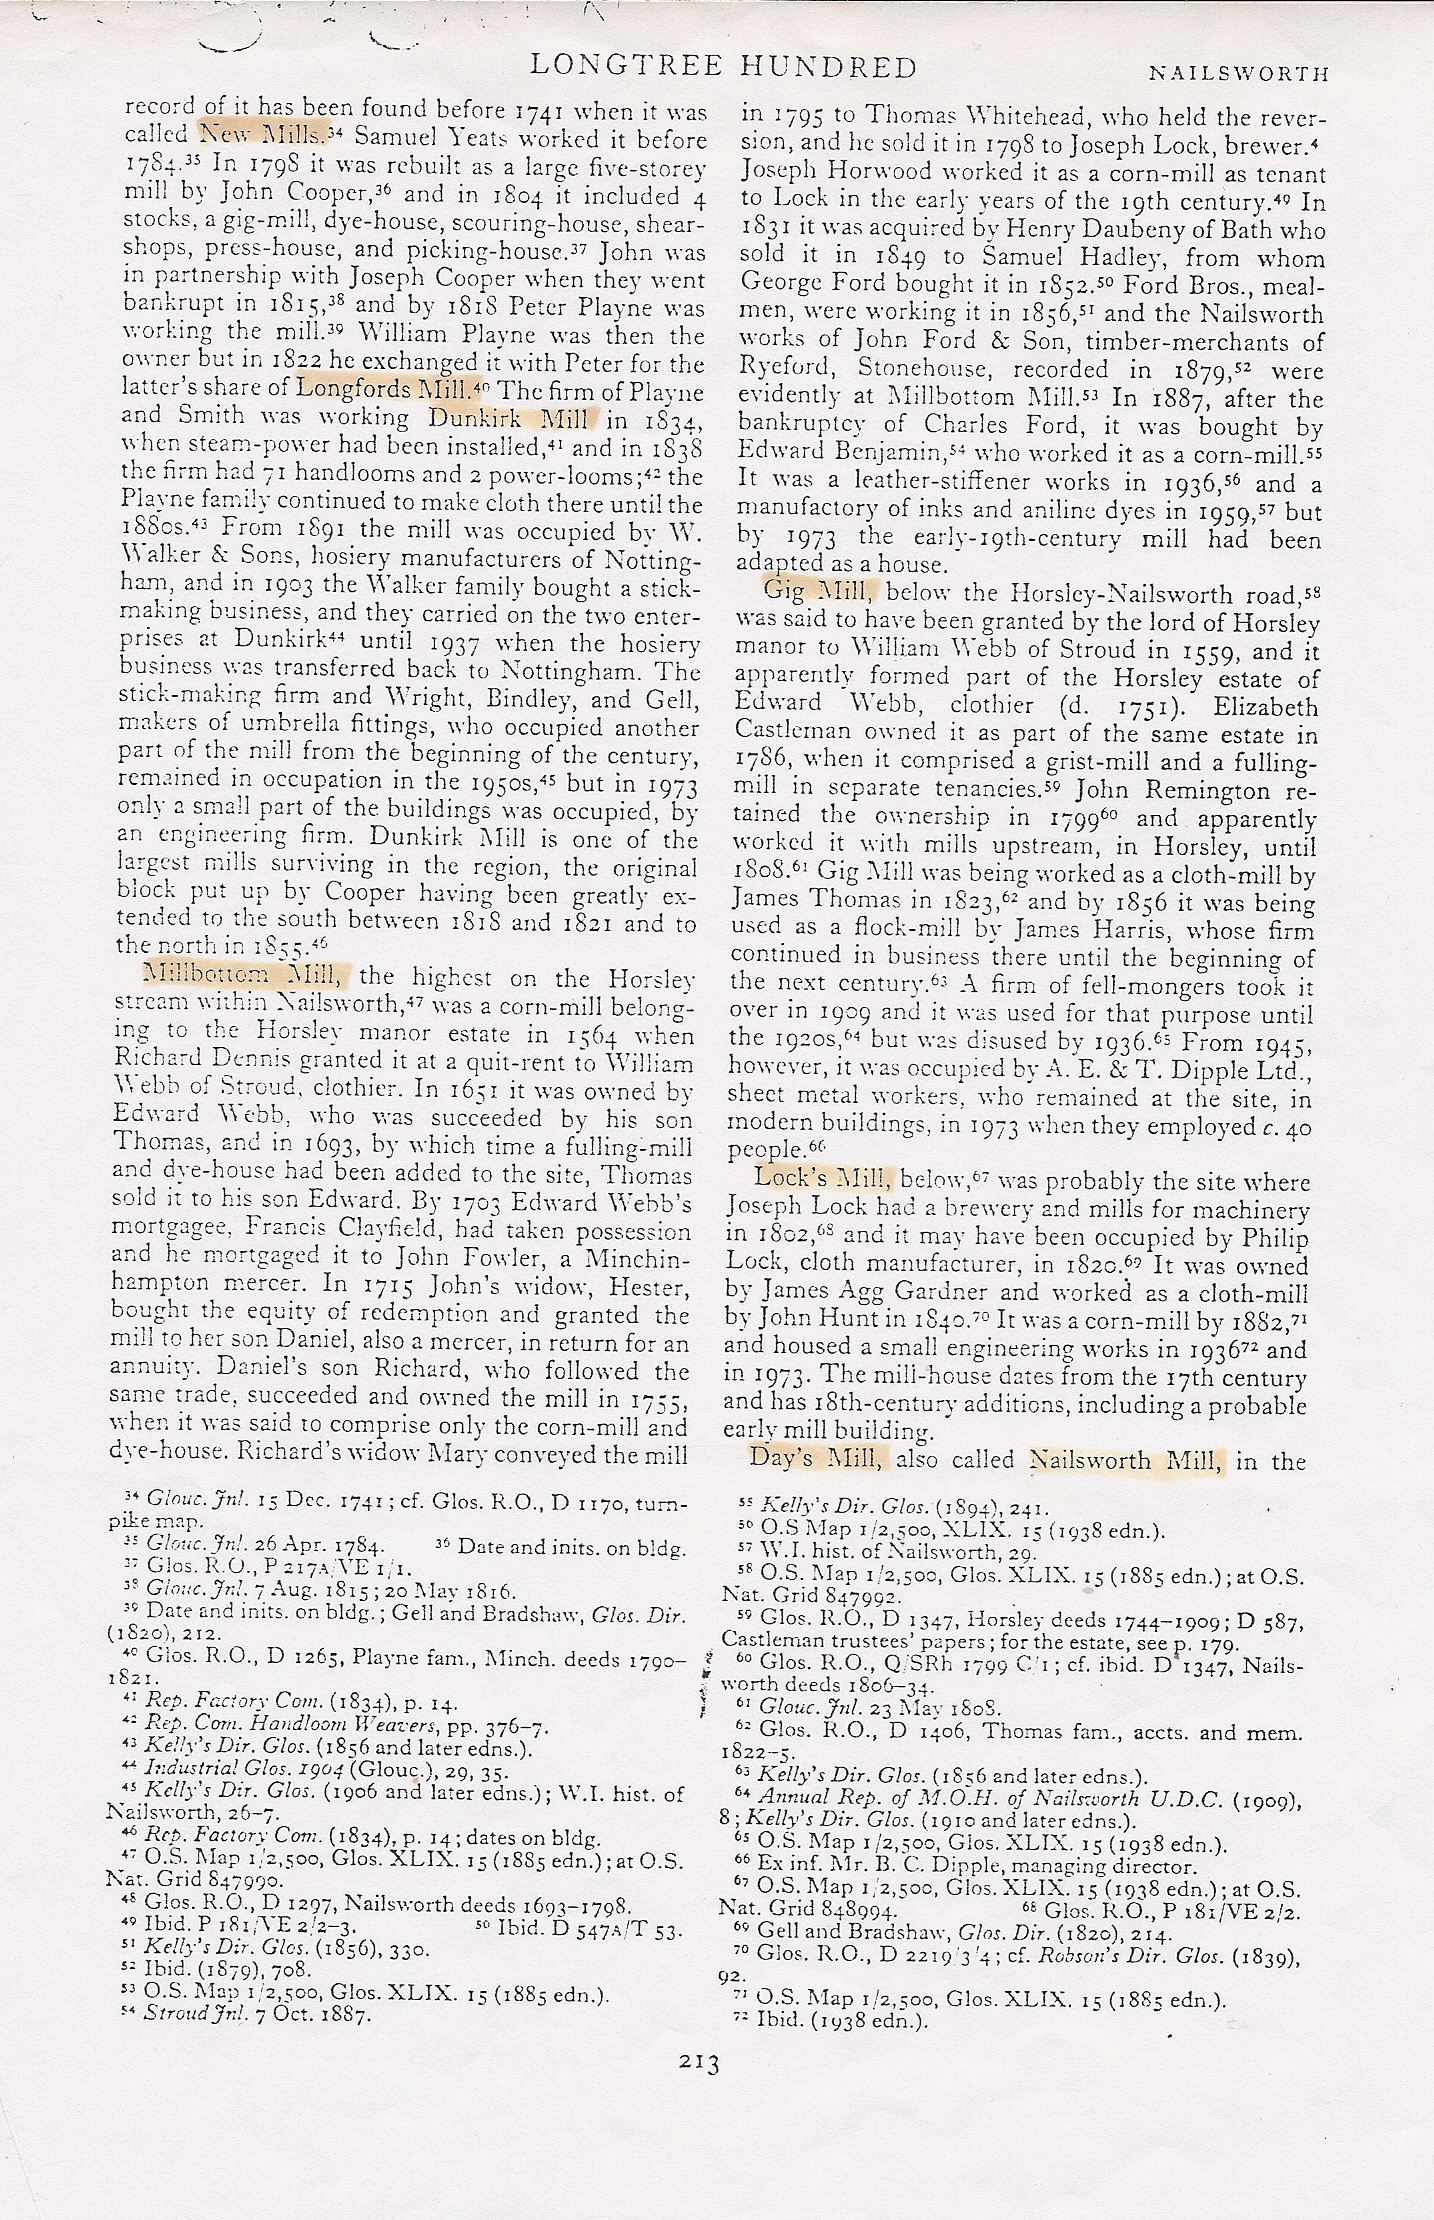 LONGTREE HUNDRED
NAILSWORTH
record of it has been found before 1741 when it was
called New Mills.³⁴ Samuel Yeats worked it before
1784.³⁵ In 1798 it was rebuilt as a large five-storey
mill by John Cooper,³⁶ and in 1804 it included 4
stocks, a gig-mill, dye-house, scouring-house, shear-
shops, press-house, and picking-house.³⁷ John was
in partnership with Joseph Cooper when they went
bankrupt in 1815,³⁸ and by 1818 Peter Playne was
working the mill.³⁹ William Playne was then the
owner but in 1822 he exchanged it with Peter for the
latter's share of Longfords Mill.⁴⁰ The firm of Playne
and Smith was working Dunkirk Mill in 1834,
when steam-power had been installed,⁴¹ and in 1838
the firm had 71 handlooms and 2 power-looms;⁴² the
Playne family continued to make cloth there until the
1880s.⁴³ From 1891 the mill was occupied by W.
Walker & Sons, hosiery manufacturers of Notting-
ham, and in 1903 the Walker family bought a stick-
making business, and they carried on the two enter-
prises at Dunkirk⁴⁴ until 1937 when the hosiery
business was transferred back to Nottingham. The
stick-making firm and Wright, Bindley, and Gell,
makers of umbrella fittings, who occupied another
part of the mill from the beginning of the century,
remained in occupation in the 1950s,⁴⁵ but in 1973
only a small part of the buildings was occupied, by
an engineering firm. Dunkirk Mill is one of the
largest mills surviving in the region, the original
block put up by Cooper having been greatly ex-
tended to the south between 1818 and 1821 and to
the north in 1855.⁴⁶
Millbottom Mill, the highest on the Horsley
stream within Nailsworth,⁴⁷ was a corn-mill belong-
ing to the Horsley manor estate in 1564 when
Richard Dennis granted it at a quit-rent to William
Webb of Stroud, clothier. In 1651 it was owned by
Edward Webb, who was succeeded by his son
Thomas, and in 1693, by which time a fulling-mill
and dye-house had been added to the site, Thomas
sold it to his son Edward. By 1703 Edward Webb's
mortgagee, Francis Clayfield, had taken possession
and he mortgaged it to John Fowler, a Minchin-
hampton mercer. In 1715 John's widow, Hester,
bought the equity of redemption and granted the
mill to her son Daniel, also a mercer, in return for an
annuity. Daniel's son Richard, who followed the
same trade, succeeded and owned the mill in 1755,
when it was said to comprise only the corn-mill and
dye-house. Richard's widow Mary conveyed the mill
in 1795 to Thomas Whitehead, who held the rever-
sion, and he sold it in 1798 to Joseph Lock, brewer.⁴
Joseph Horwood worked it as a corn-mill as tenant
to Lock in the early years of the 19th century.⁴⁹ In
1831 it was acquired by Henry Daubeny of Bath who
sold it in 1849 to Samuel Hadley, from whom
George Ford bought it in 1852.⁵⁰ Ford Bros., meal-
men, were working it in 1856,⁵¹ and the Nailsworth
works of John Ford & Son, timber-merchants of
Ryeford, Stonehouse, recorded in 1879,⁵² were
evidently at Millbottom Mill.⁵³ In 1887, after the
bankruptcy of Charles Ford, it was bought by
Edward Benjamin,⁵⁴ who worked it as a corn-mill.⁵⁵
It was a leather-stiffener works in 1936,⁵⁶ and a
manufactory of inks and aniline dyes in 1959,⁵⁷ but
by 1973 the early-19th-century mill had been
adapted as a house.
Gig Mill, below the Horsley-Nailsworth road,⁵⁸
was said to have been granted by the lord of Horsley
manor to William Webb of Stroud in 1559, and it
apparently formed part of the Horsley estate of
Edward Webb, clothier (d. 1751). Elizabeth
Castleman owned it as part of the same estate in
1786, when it comprised a grist-mill and a fulling-
mill in separate tenancies.⁵⁹ John Remington re-
tained the ownership in 1799⁶⁰ and apparently
worked it with mills upstream, in Horsley, until
1808.⁶¹ Gig Mill was being worked as a cloth-mill by
James Thomas in 1823,⁶² and by 1856 it was being
used as a flock-mill by James Harris, whose firm
continued in business there until the beginning of
the next century.⁶³ A firm of fell-mongers took it
over in 1909 and it was used for that purpose until
the 1920s,⁶⁴ but was disused by 1936.⁶⁵ From 1945,
however, it was occupied by A. E. & T. Dipple Ltd.,
sheet metal workers, who remained at the site, in
modern buildings, in 1973 when they employed c. 40
people.⁶⁶
Lock's Mill, below,⁶⁷ was probably the site where
Joseph Lock had a brewery and mills for machinery
in 1802,⁶⁸ and it may have been occupied by Philip
Lock, cloth manufacturer, in 1820.⁶⁹ It was owned
by James Agg Gardner and worked as a cloth-mill
by John Hunt in 1840.⁷⁰ It was a corn-mill by 1882,⁷¹
and housed a small engineering works in 1936⁷² and
in 1973. The mill-house dates from the 17th century
and has 18th-century additions, including a probable
early mill building.
Day's Mill, also called Nailsworth Mill, in the
³⁴ Glouc. Jnl. 15 Dec. 1741; cf. Glos. R.O., D 1170, turn-
pike map.
³⁵ Glouc. Jnl. 26 Apr. 1784. ³⁶ Date and inits. on bldg.
³⁷ Glos. R.O., P 217A/VE 1/1.
³⁸ Glouc. Jnl. 7 Aug. 1815; 20 May 1816.
³⁹ Date and inits. on bldg.; Gell and Bradshaw, Glos. Dir.
(1820), 212.
⁴⁰ Glos. R.O., D 1265, Playne fam., Minch. deeds 1790–
1821.
⁴¹ Rep. Factory Com. (1834), p. 14.
⁴² Rep. Com. Handloom Weavers, pp. 376–7.
⁴³ Kelly's Dir. Glos. (1856 and later edns.).
⁴⁴ Industrial Glos. 1904 (Glouc.), 29, 35.
⁴⁵ Kelly's Dir. Glos. (1906 and later edns.); W.I. hist. of
Nailsworth, 26–7.
⁴⁶ Rep. Factory Com. (1834), p. 14; dates on bldg.
⁴⁷ O.S. Map 1/2,500, Glos. XLIX. 15 (1885 edn.); at O.S.
Nat. Grid 847990.
⁴⁸ Glos. R.O., D 1297, Nailsworth deeds 1693–1798.
⁴⁹ Ibid. P 181/VE 2/2–3. ⁵⁰ Ibid. D 547A/T 53.
⁵¹ Kelly's Dir. Glos. (1856), 330.
⁵² Ibid. (1879), 708.
⁵³ O.S. Map 1/2,500, Glos. XLIX. 15 (1885 edn.).
⁵⁴ Stroud Jnl. 7 Oct. 1887.
⁵⁵ Kelly's Dir. Glos. (1894), 241.
⁵⁶ O.S Map 1/2,500, XLIX. 15 (1938 edn.).
⁵⁷ W.I. hist. of Nailsworth, 29.
⁵⁸ O.S. Map 1/2,500, Glos. XLIX. 15 (1885 edn.); at O.S.
Nat. Grid 847992.
⁵⁹ Glos. R.O., D 1347, Horsley deeds 1744–1909; D 587,
Castleman trustees' papers; for the estate, see p. 179.
⁶⁰ Glos. R.O., Q/SRh 1799 C/1; cf. ibid. D 1347, Nails-
worth deeds 1806–34.
⁶¹ Glouc. Jnl. 23 May 1808.
⁶² Glos. R.O., D 1406, Thomas fam., accts. and mem.
1822–5.
⁶³ Kelly's Dir. Glos. (1856 and later edns.).
⁶⁴ Annual Rep. of M.O.H. of Nailsworth U.D.C. (1909),
8; Kelly's Dir. Glos. (1910 and later edns.).
⁶⁵ O.S. Map 1/2,500, Glos. XLIX. 15 (1938 edn.).
⁶⁶ Ex inf. Mr. B. C. Dipple, managing director.
⁶⁷ O.S. Map 1/2,500, Glos. XLIX. 15 (1938 edn.); at O.S.
Nat. Grid 848994. ⁶⁸ Glos. R.O., P 181/VE 2/2.
⁶⁹ Gell and Bradshaw, Glos. Dir. (1820), 214.
⁷⁰ Glos. R.O., D 2219/3/4; cf. Robson's Dir. Glos. (1839),
92.
⁷¹ O.S. Map 1/2,500, Glos. XLIX. 15 (1885 edn.).
⁷² Ibid. (1938 edn.).
213